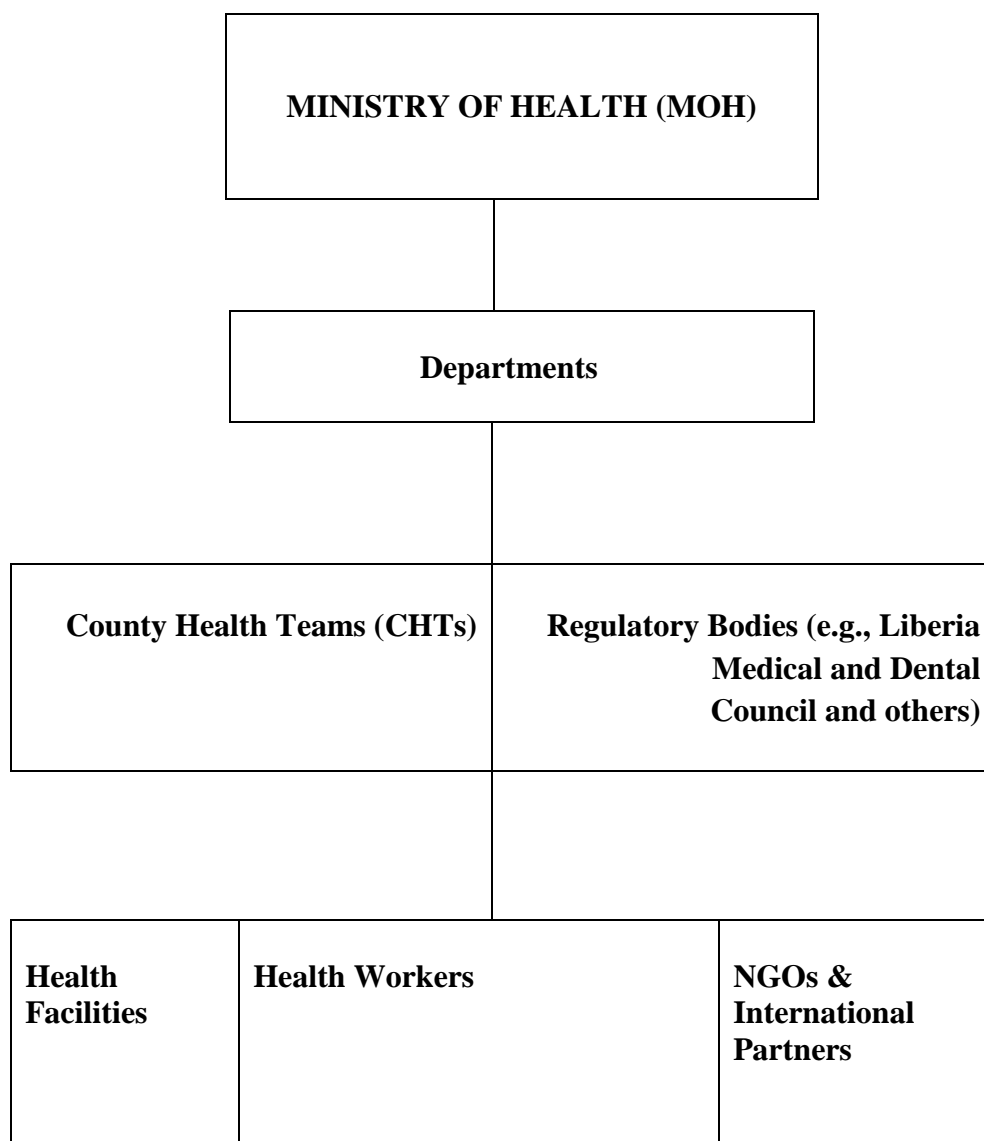 MINISTRY OF HEALTH (MOH)
Departments
County Health Teams (CHTs)
Regulatory Bodies (e.g., Liberia
Medical and Dental
Council and others)
Health
Facilities
Health Workers
NGOs &
International
Partners